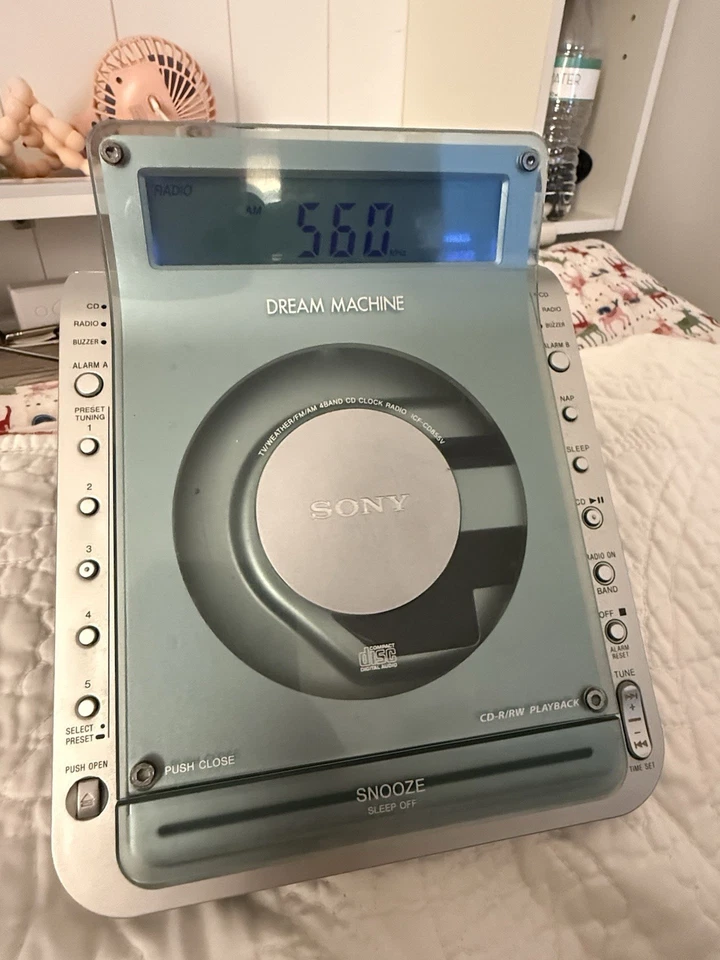 WATER
RADIO
AM 560
DREAM MACHINE
CD
RADIO
BUZZER
ALARM A
PRESET
TUNING
1
2
3
4
5
SELECT
PRESET
PUSH OPEN
TV/WEATHER/FM/AM 4BAND CD CLOCK RADIO ICF-CD855V
SONY
COMPACT
disc
DIGITAL AUDIO
CD-R/RW PLAYBACK
PUSH CLOSE
SNOOZE
SLEEP OFF
CD
RADIO
BUZZER
ALARM B
NAP
SLEEP
CD ▶II
RADIO ON
BAND
OFF ■
ALARM
RESET
TUNE
+
−
TIME SET